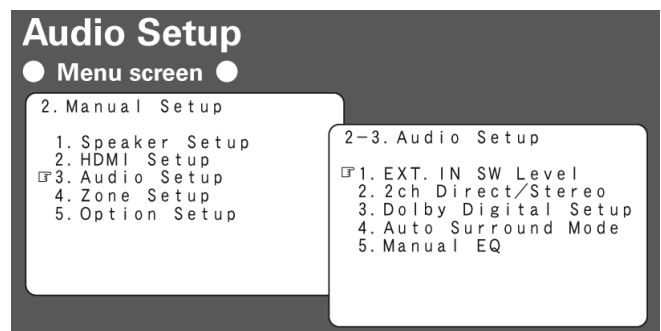 Audio Setup
● Menu screen ●
2. Manual Setup
1. Speaker Setup
2. HDMI Setup
☞3. Audio Setup
4. Zone Setup
5. Option Setup
2-3. Audio Setup
☞1. EXT. IN SW Level
2. 2ch Direct/Stereo
3. Dolby Digital Setup
4. Auto Surround Mode
5. Manual EQ